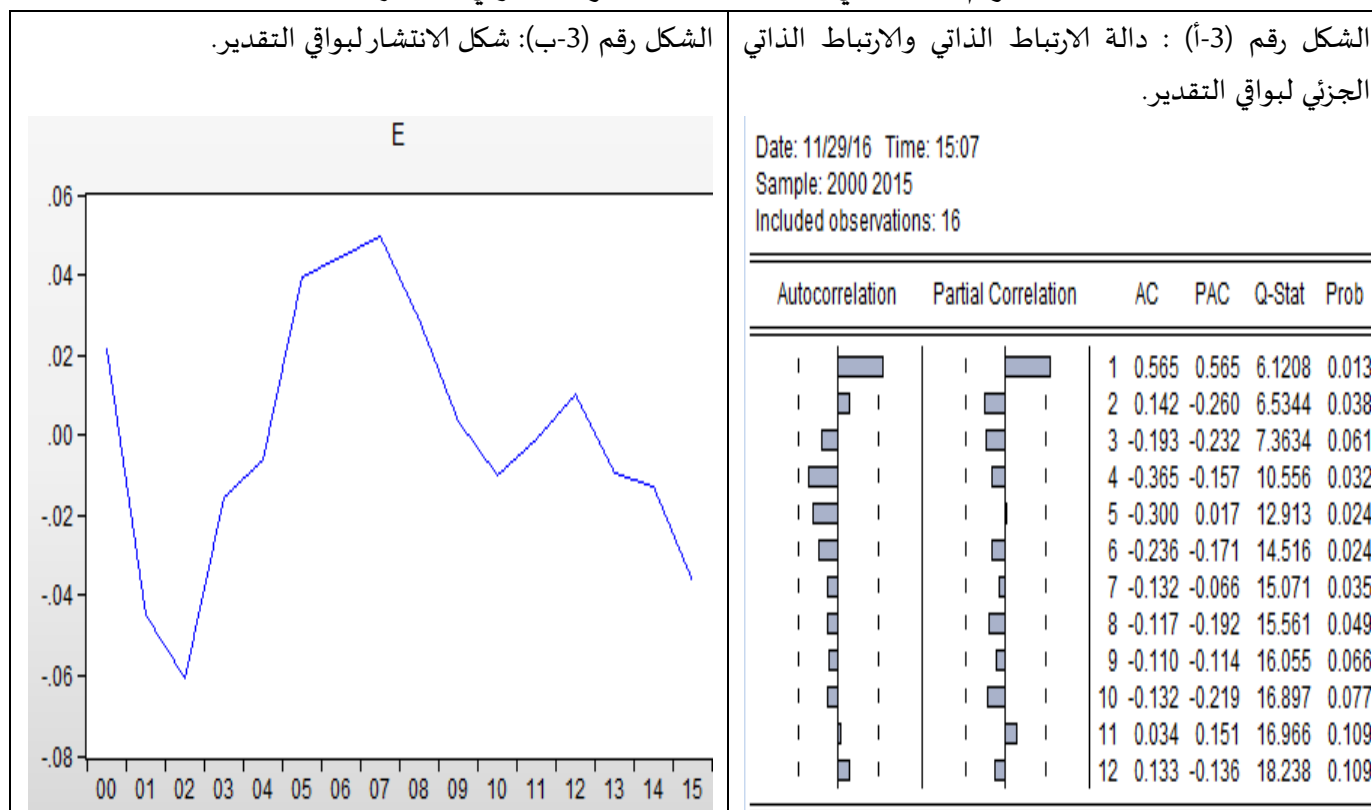 الشكل رقم (3-أ) : دالة الارتباط الذاتي والارتباط الذاتي
الجزئي لبواقي التقدير.
Date: 11/29/16 Time: 15:07
Sample: 2000 2015
Included observations: 16
Autocorrelation Partial Correlation AC PAC Q-Stat Prob
1 0.565 0.565 6.1208 0.013
2 0.142 -0.260 6.5344 0.038
3 -0.193 -0.232 7.3634 0.061
4 -0.365 -0.157 10.556 0.032
5 -0.300 0.017 12.913 0.024
6 -0.236 -0.171 14.516 0.024
7 -0.132 -0.066 15.071 0.035
8 -0.117 -0.192 15.561 0.049
9 -0.110 -0.114 16.055 0.066
10 -0.132 -0.219 16.897 0.077
11 0.034 0.151 16.966 0.109
12 0.133 -0.136 18.238 0.109
الشكل رقم (3-ب): شكل الانتشار لبواقي التقدير.
E
.06
.04
.02
.00
-.02
-.04
-.06
-.08
00 01 02 03 04 05 06 07 08 09 10 11 12 13 14 15